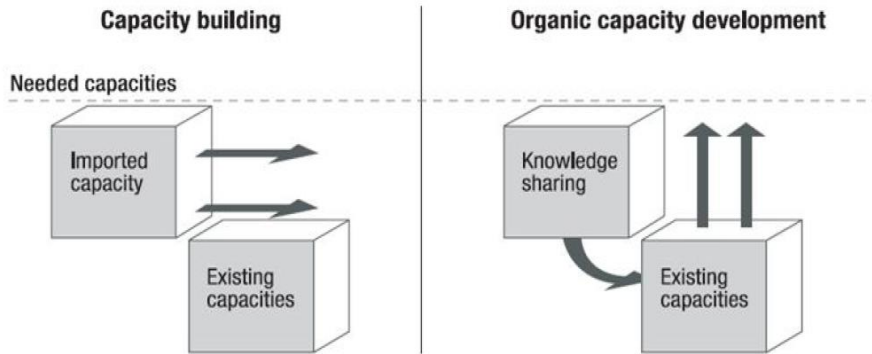 Capacity building
Organic capacity development
Needed capacities
Imported
capacity
Existing
capacities
Knowledge
sharing
Existing
capacities